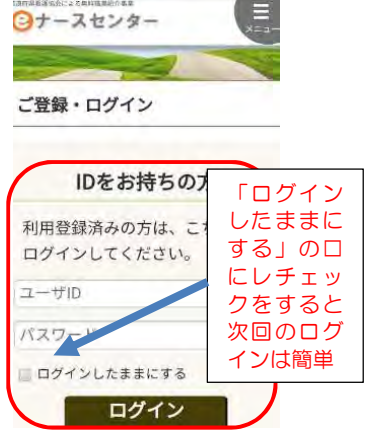 都道府県看護協会による無料職業紹介事業
eナースセンター
メニュー
ご登録・ログイン
IDをお持ちの方
利用登録済みの方は、こち
ログインしてください。
ユーザID
パスワード
ログインしたままにする
ログイン
「ログイン
したままに
する」の口
にレチェッ
クをすると
次回のログ
インは簡単